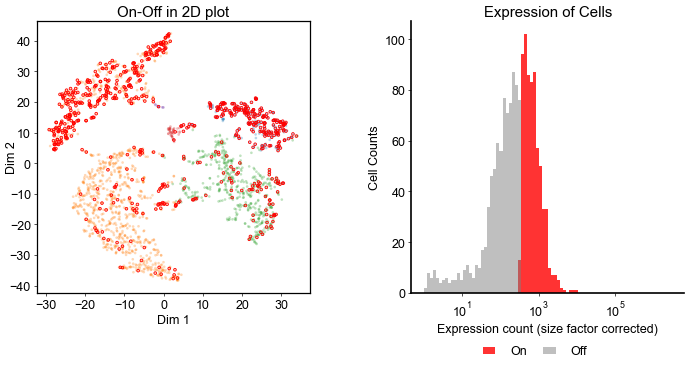 On-Off in 2D plot
Dim 2
40
30
20
10
0
−10
−20
−30
−40
−30 −20 −10 0 10 20 30
Dim 1
Expression of Cells
Cell Counts
100
80
60
40
20
0
10^1 10^3 10^5
Expression count (size factor corrected)
On Off